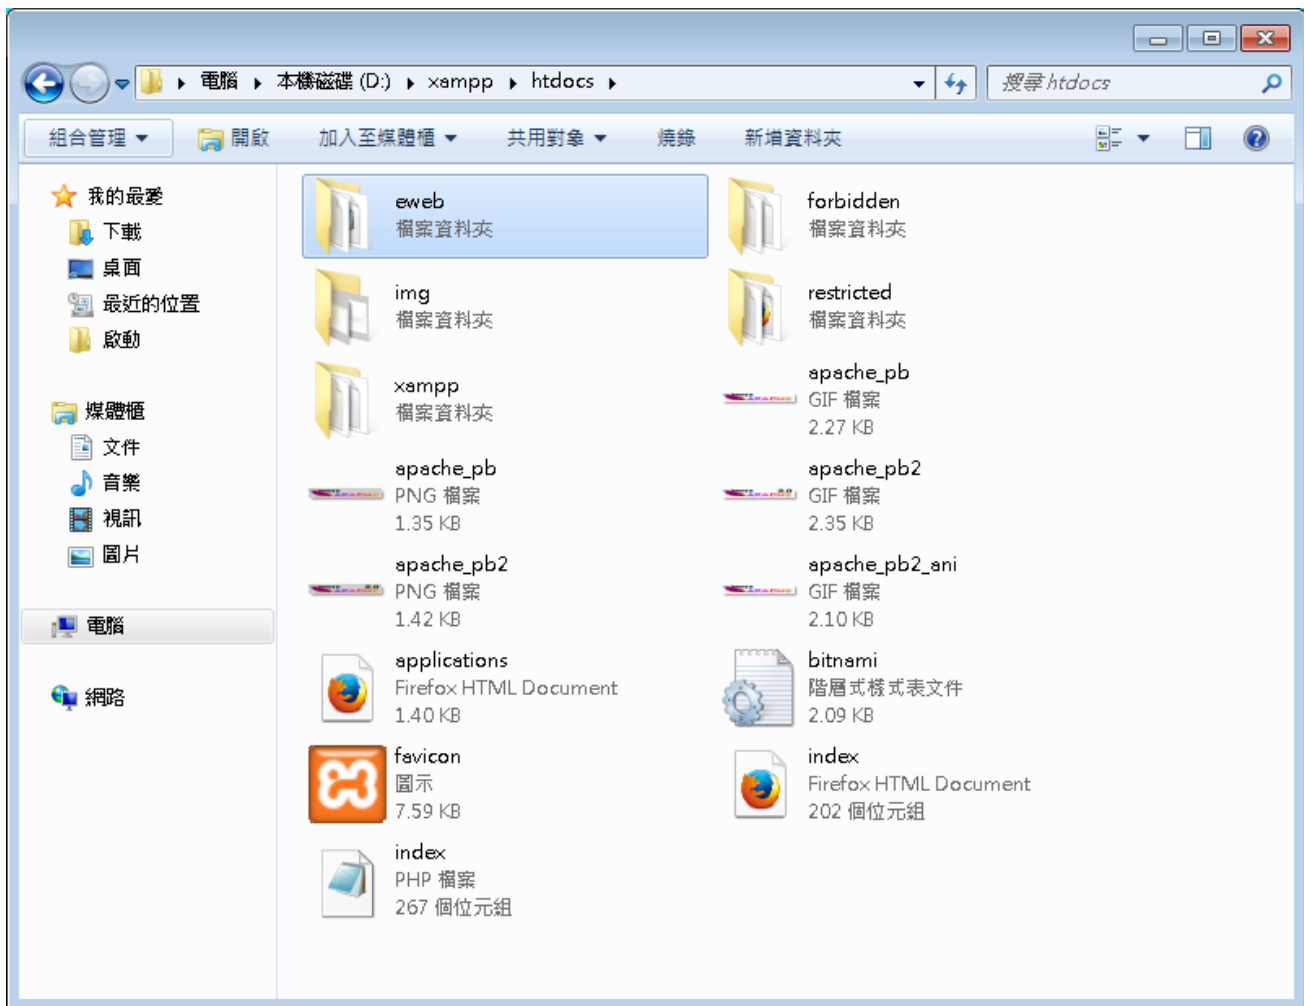 電腦 本機磁碟 (D:) xampp htdocs 搜尋 htdocs
組合管理 開啟 加入至媒體櫃 共用對象 燒錄 新增資料夾
我的最愛
下載
桌面
最近的位置
啟動
媒體櫃
文件
音樂
視訊
圖片
電腦
網路
eweb
檔案資料夾
forbidden
檔案資料夾
img
檔案資料夾
restricted
檔案資料夾
xampp
檔案資料夾
apache_pb
GIF 檔案
2.27 KB
apache_pb
PNG 檔案
1.35 KB
apache_pb2
GIF 檔案
2.35 KB
apache_pb2
PNG 檔案
1.42 KB
apache_pb2_ani
GIF 檔案
2.10 KB
applications
Firefox HTML Document
1.40 KB
bitnami
階層式樣式表文件
2.09 KB
favicon
圖示
7.59 KB
index
Firefox HTML Document
202 個位元組
index
PHP 檔案
267 個位元組